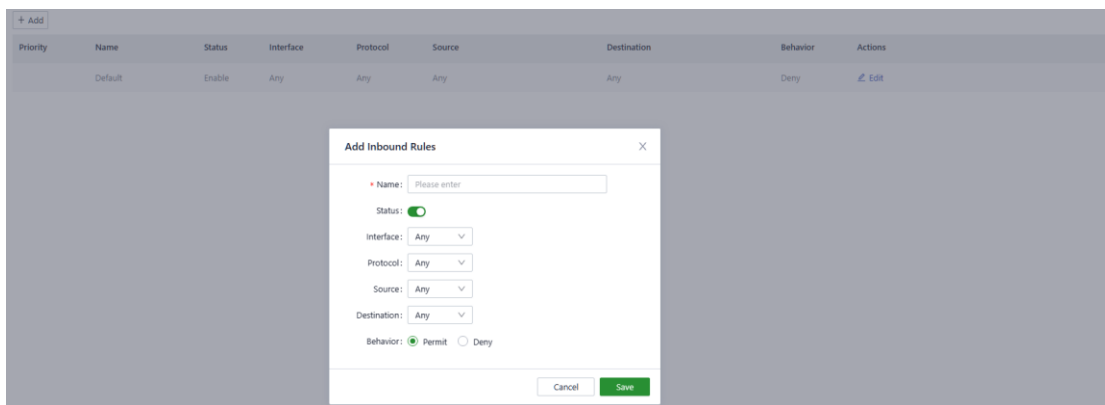 + Add
Priority Name Status Interface Protocol Source Destination Behavior Actions
Default Enable Any Any Any Any Deny Edit
Add Inbound Rules
* Name: Please enter
Status:
Interface: Any
Protocol: Any
Source: Any
Destination: Any
Behavior: Permit Deny
Cancel Save